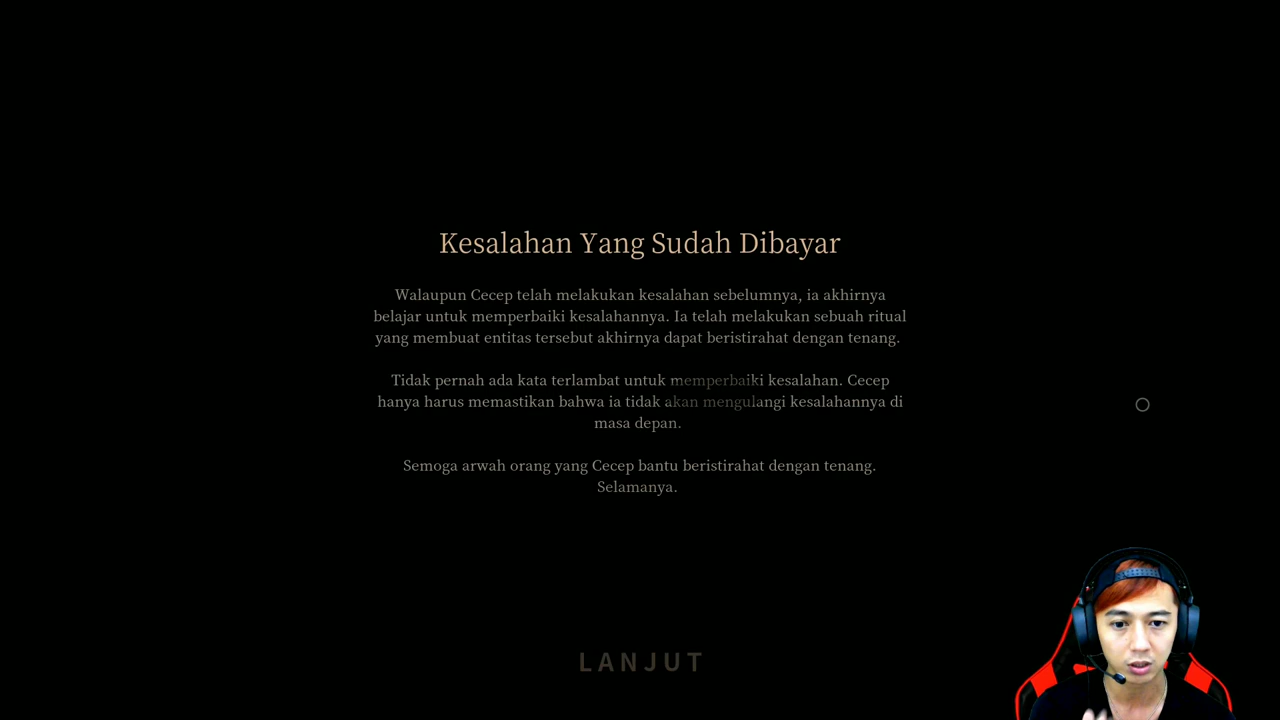 Kesalahan Yang Sudah Dibayar
Walaupun Cecep telah melakukan kesalahan sebelumnya, ia akhirnya
belajar untuk memperbaiki kesalahannya. Ia telah melakukan sebuah ritual
yang membuat entitas tersebut akhirnya dapat beristirahat dengan tenang.
Tidak pernah ada kata terlambat untuk memperbaiki kesalahan. Cecep
hanya harus memastikan bahwa ia tidak akan mengulangi kesalahannya di
masa depan.
Semoga arwah orang yang Cecep bantu beristirahat dengan tenang.
Selamanya.
LANJUT